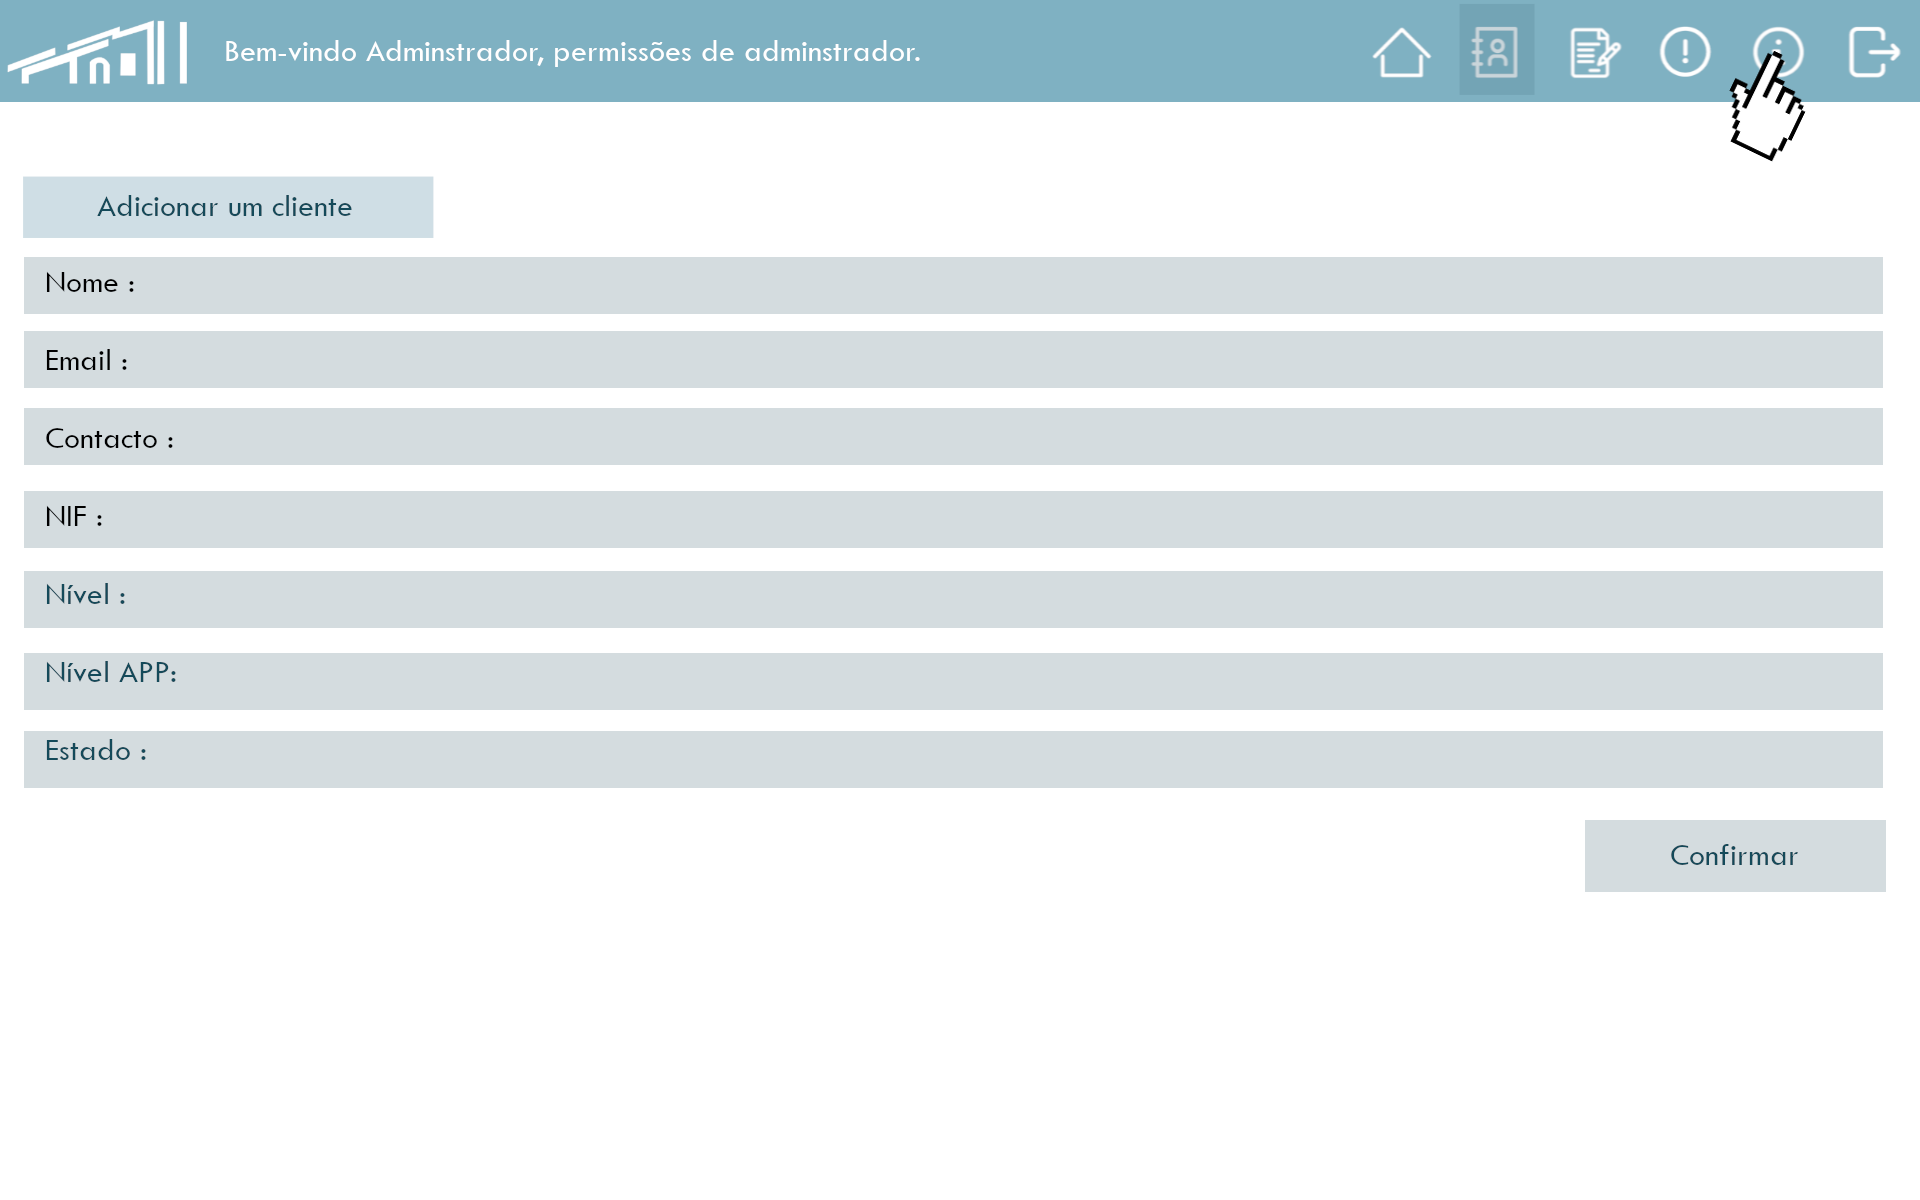 Bem-vindo Adminstrador, permissões de adminstrador.
Adicionar um cliente
Nome :
Email :
Contacto :
NIF :
Nível :
Nível APP:
Estado :
Confirmar